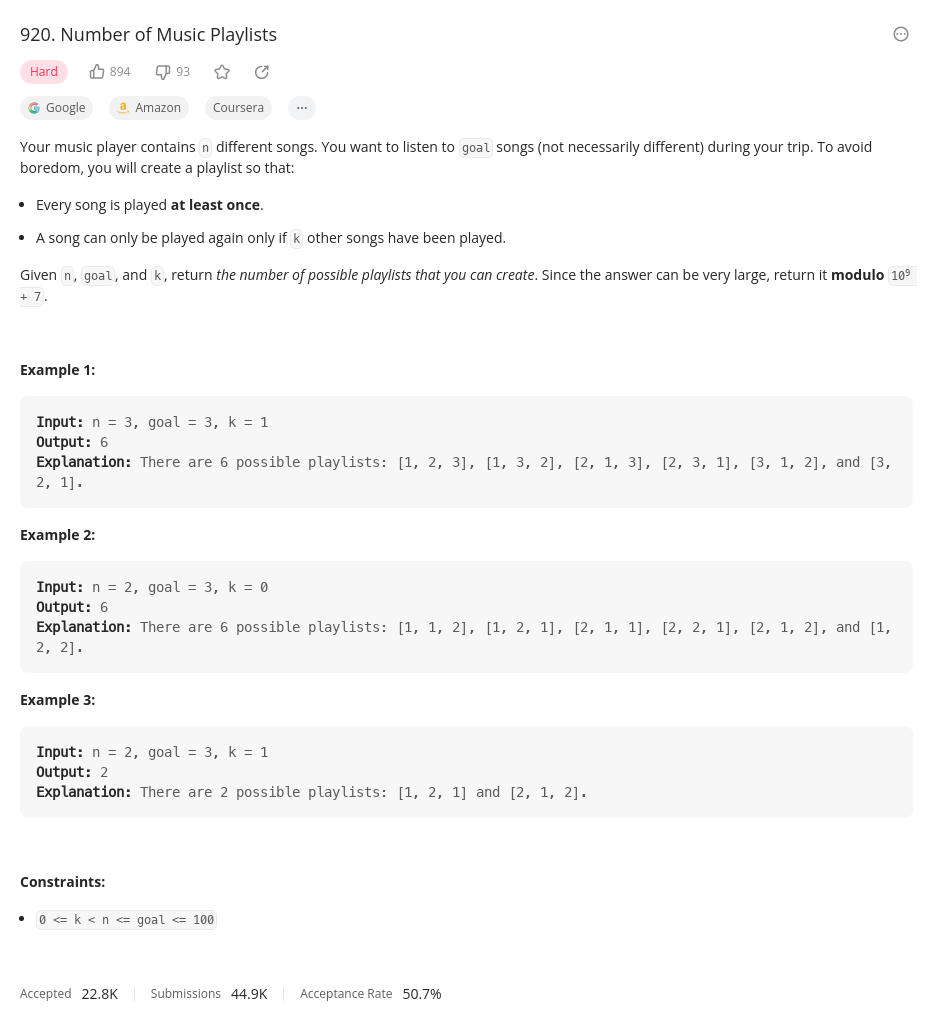 920. Number of Music Playlists
Hard 894 93
Google Amazon Coursera ···
Your music player contains n different songs. You want to listen to goal songs (not necessarily different) during your trip. To avoid
boredom, you will create a playlist so that:
• Every song is played at least once.
• A song can only be played again only if k other songs have been played.
Given n, goal, and k, return the number of possible playlists that you can create. Since the answer can be very large, return it modulo 10⁹
+ 7.
Example 1:
Input: n = 3, goal = 3, k = 1
Output: 6
Explanation: There are 6 possible playlists: [1, 2, 3], [1, 3, 2], [2, 1, 3], [2, 3, 1], [3, 1, 2], and [3,
2, 1].
Example 2:
Input: n = 2, goal = 3, k = 0
Output: 6
Explanation: There are 6 possible playlists: [1, 1, 2], [1, 2, 1], [2, 1, 1], [2, 2, 1], [2, 1, 2], and [1,
2, 2].
Example 3:
Input: n = 2, goal = 3, k = 1
Output: 2
Explanation: There are 2 possible playlists: [1, 2, 1] and [2, 1, 2].
Constraints:
• 0 <= k < n <= goal <= 100
Accepted 22.8K Submissions 44.9K Acceptance Rate 50.7%